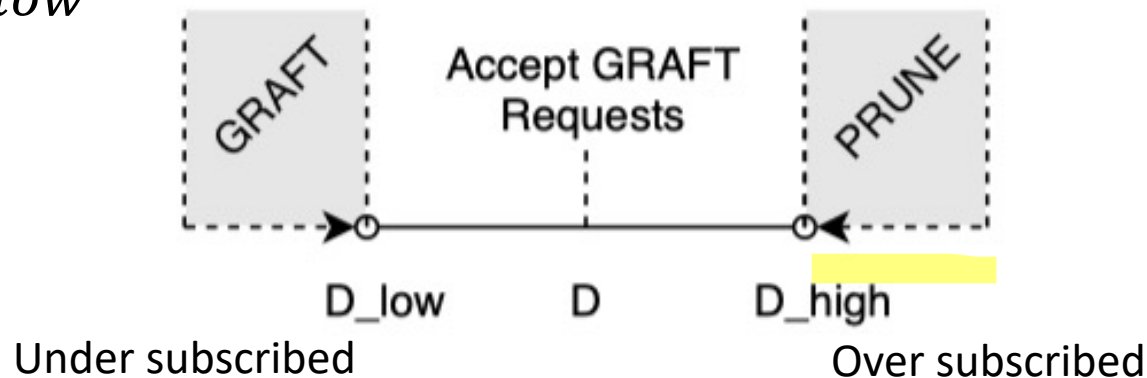 GRAFT
Accept GRAFT
Requests
PRUNE
D_low
D
D_high
Under subscribed
Over subscribed